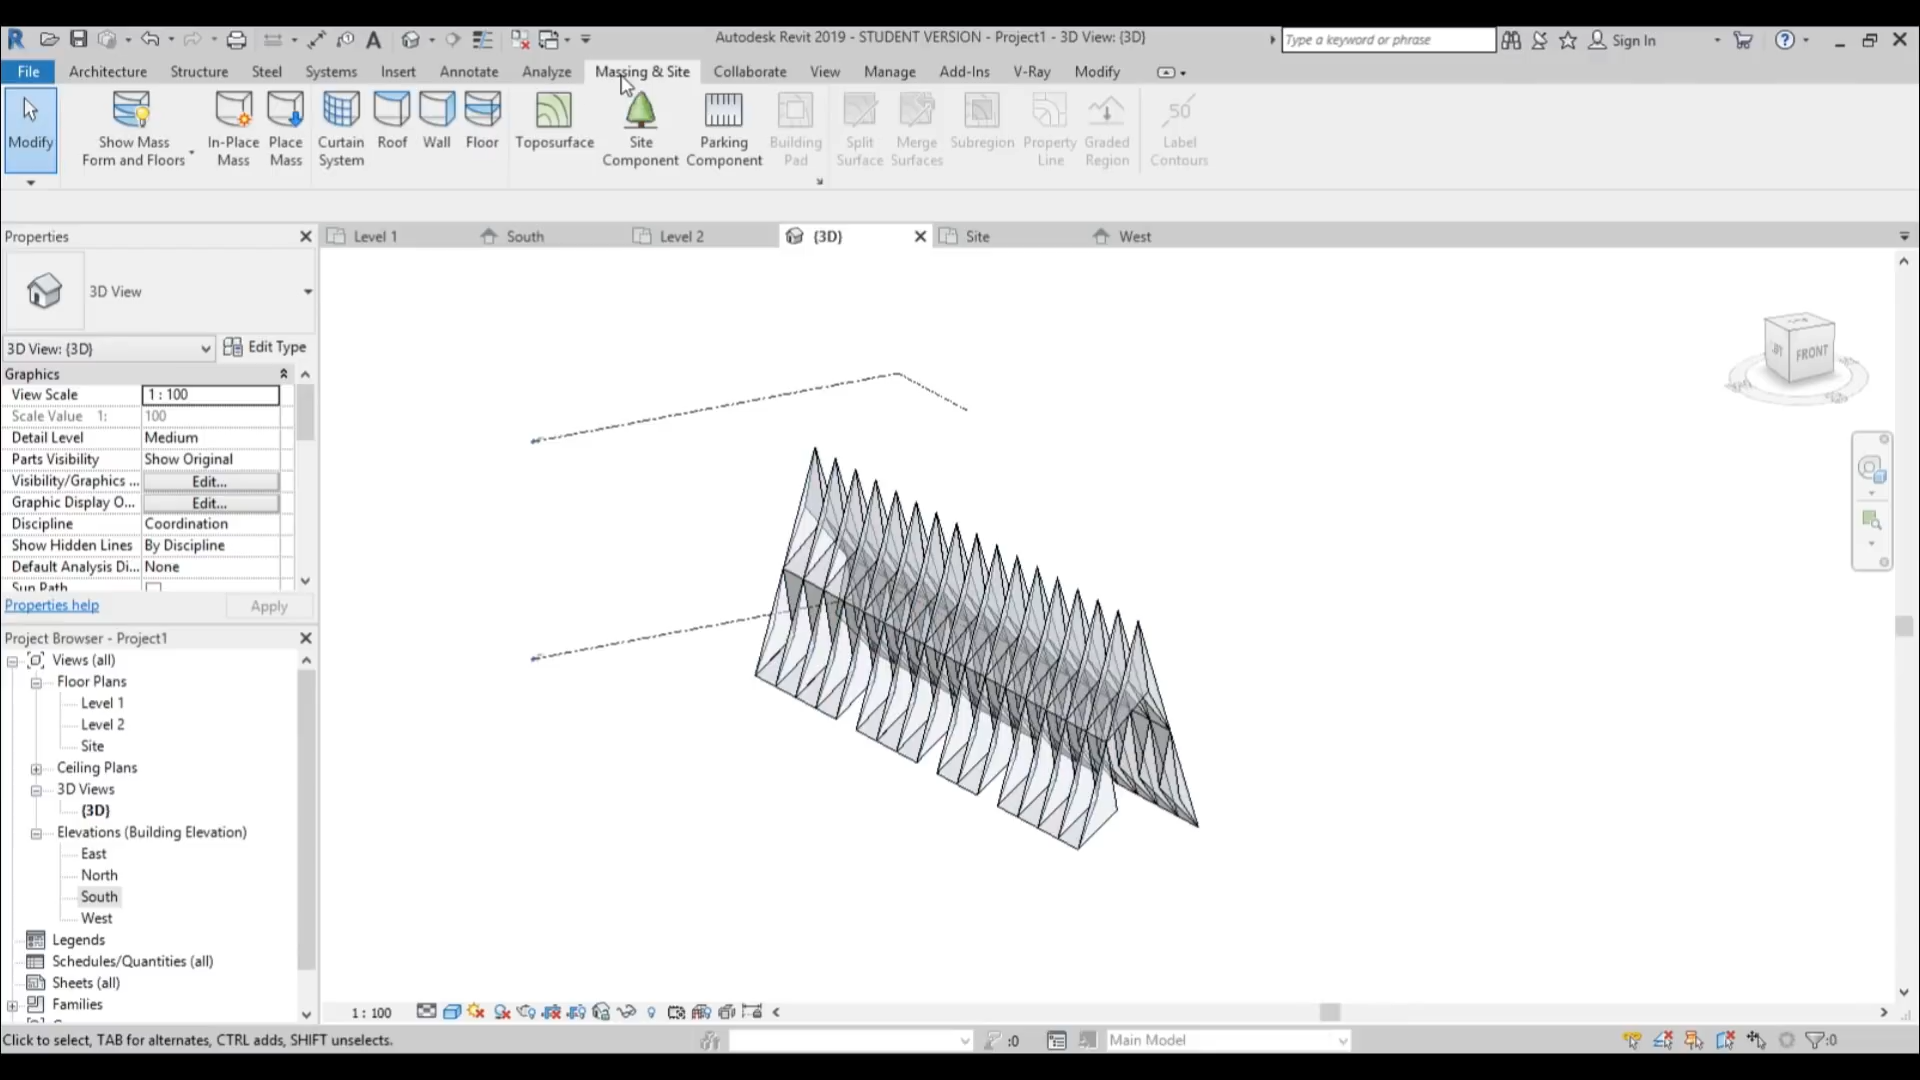 Autodesk Revit 2019 - STUDENT VERSION - Project1 - 3D View: {3D}
Type a keyword or phrase
Sign In
File Architecture Structure Steel Systems Insert Annotate Analyze Massing & Site Collaborate View Manage Add-Ins V-Ray Modify
Modify
Show Mass
Form and Floors
In-Place
Mass
Place
Mass
Curtain
System
Roof
Wall
Floor
Toposurface
Site
Component
Parking
Component
Building
Pad
Split
Surface
Merge
Surfaces
Subregion
Property
Line
Graded
Region
50
Label
Contours
Properties
Level 1
South
Level 2
{3D}
Site
West
3D View
3D View: {3D}
Edit Type
Graphics
View Scale 1 : 100
Scale Value 1: 100
Detail Level Medium
Parts Visibility Show Original
Visibility/Graphics ... Edit...
Graphic Display O... Edit...
Discipline Coordination
Show Hidden Lines By Discipline
Default Analysis Di... None
Sun Path
Properties help
Apply
Project Browser - Project1
Views (all)
Floor Plans
Level 1
Level 2
Site
Ceiling Plans
3D Views
{3D}
Elevations (Building Elevation)
East
North
South
West
Legends
Schedules/Quantities (all)
Sheets (all)
Families
FRONT
1 : 100
Click to select, TAB for alternates, CTRL adds, SHIFT unselects.
:0
Main Model
:0